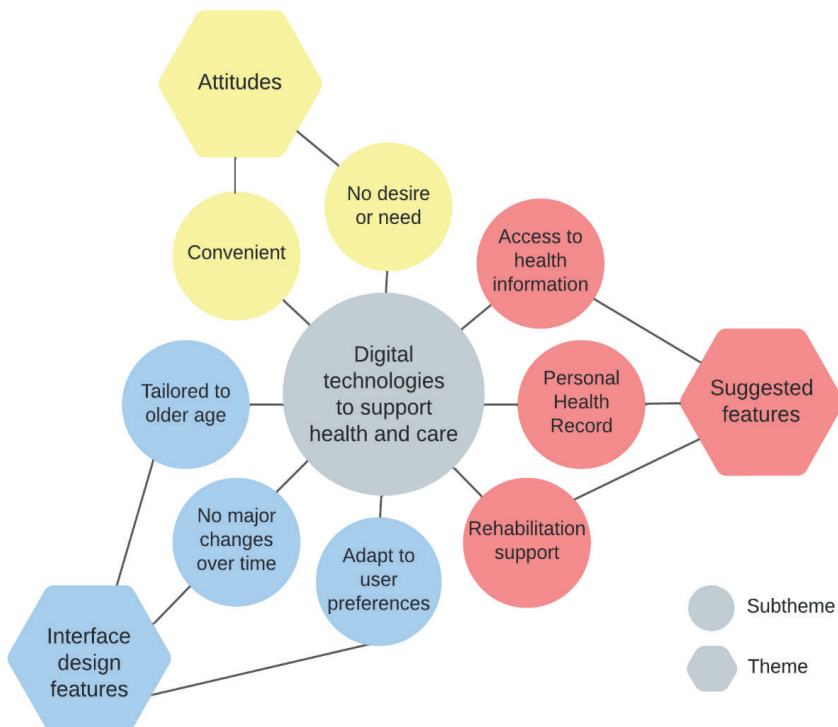 Attitudes
No desire
or need
Convenient
Access to
health
information
Digital
technologies
to support
health and care
Tailored to
older age
Personal
Health
Record
Suggested
features
No major
changes
over time
Adapt to
user
preferences
Rehabilitation
support
Interface
design
features
Subtheme
Theme